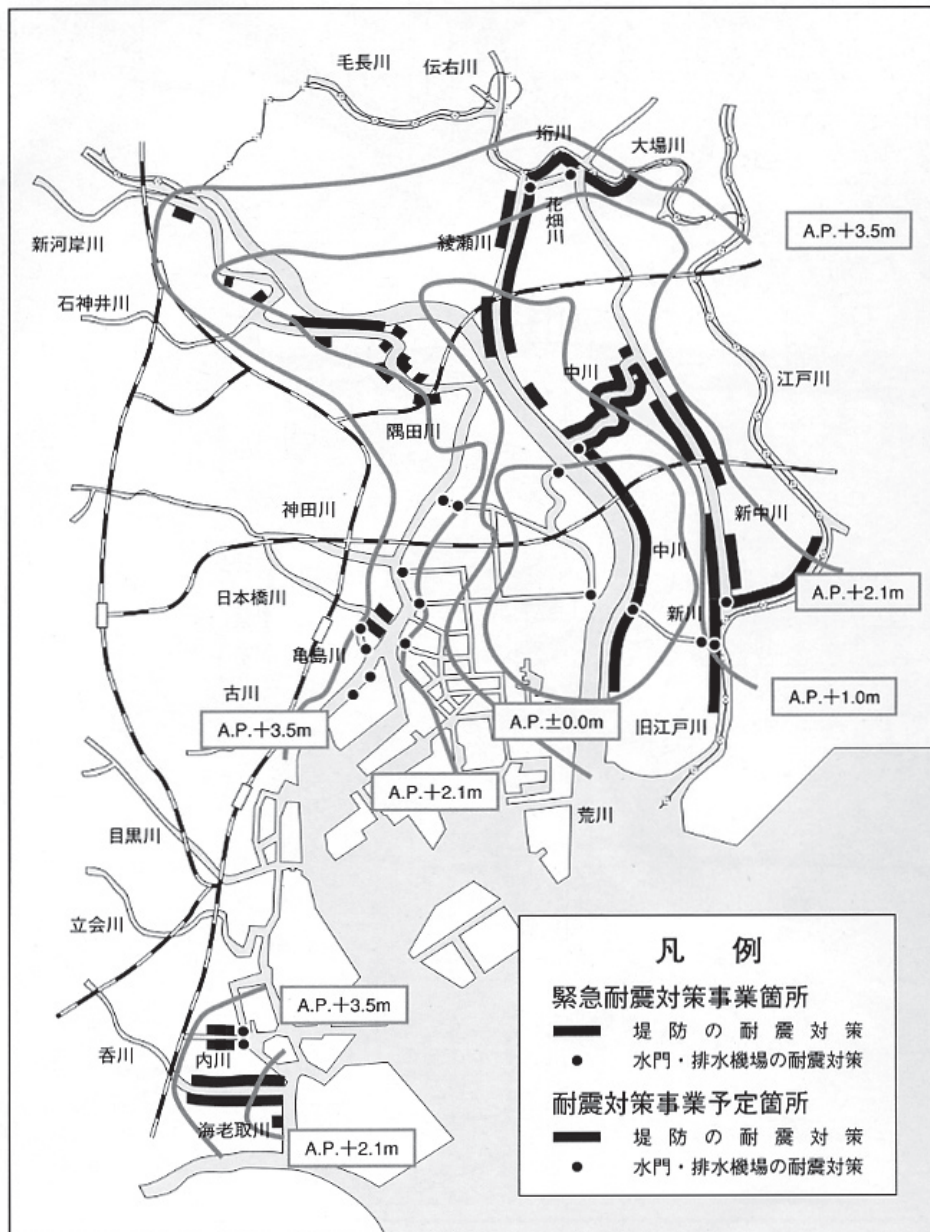 毛長川
伝右川
垳川
大場川
花畑川
綾瀬川
新河岸川
A.P.+3.5m
石神井川
江戸川
中川
隅田川
神田川
新中川
中川
日本橋川
新川
A.P.+2.1m
亀島川
古川
A.P.+3.5m
A.P.±0.0m
A.P.+1.0m
旧江戸川
A.P.+2.1m
荒川
目黒川
立会川
凡 例
緊急耐震対策事業箇所
堤防の耐震対策
水門・排水機場の耐震対策
耐震対策事業予定箇所
堤防の耐震対策
水門・排水機場の耐震対策
A.P.+3.5m
呑川
内川
海老取川
A.P.+2.1m